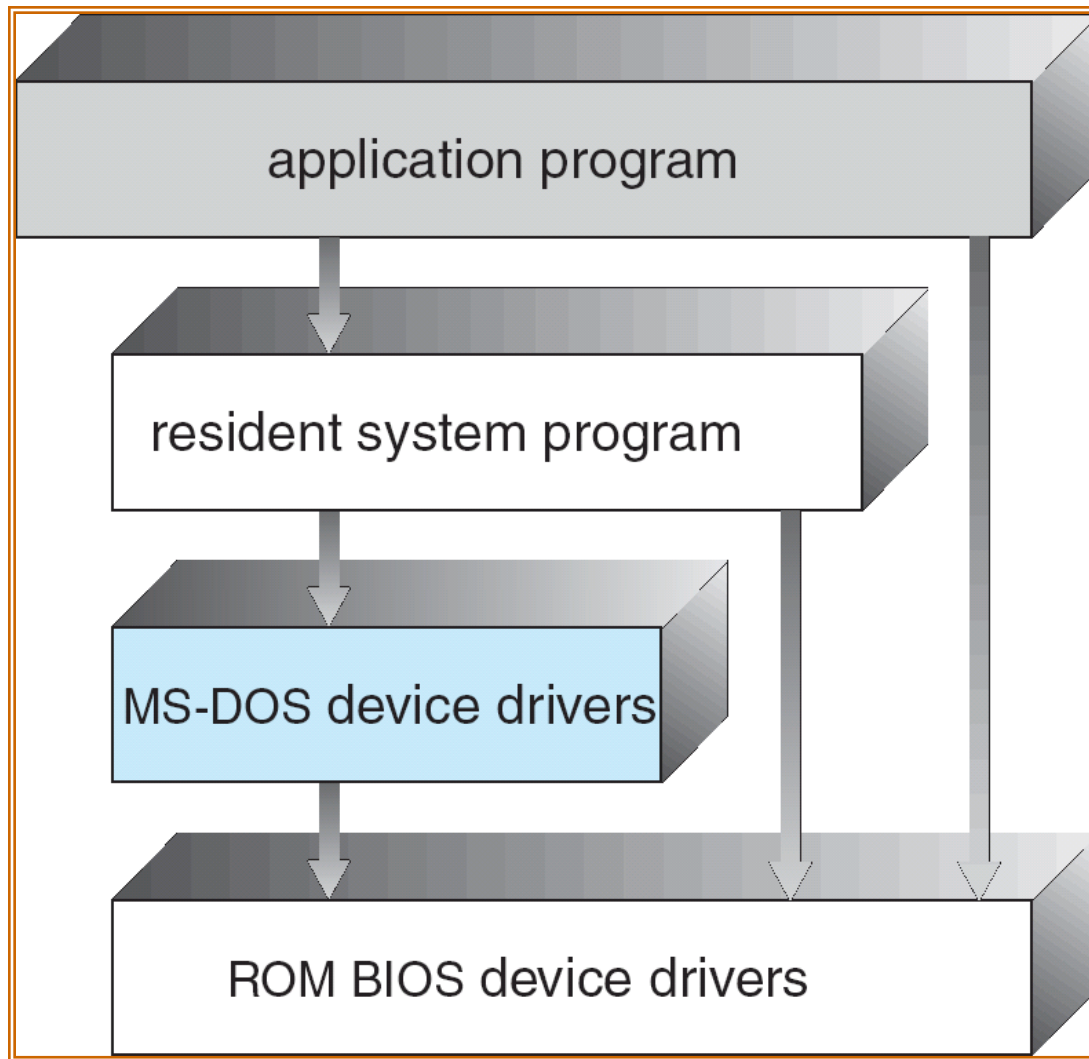 application program
resident system program
MS-DOS device drivers
ROM BIOS device drivers